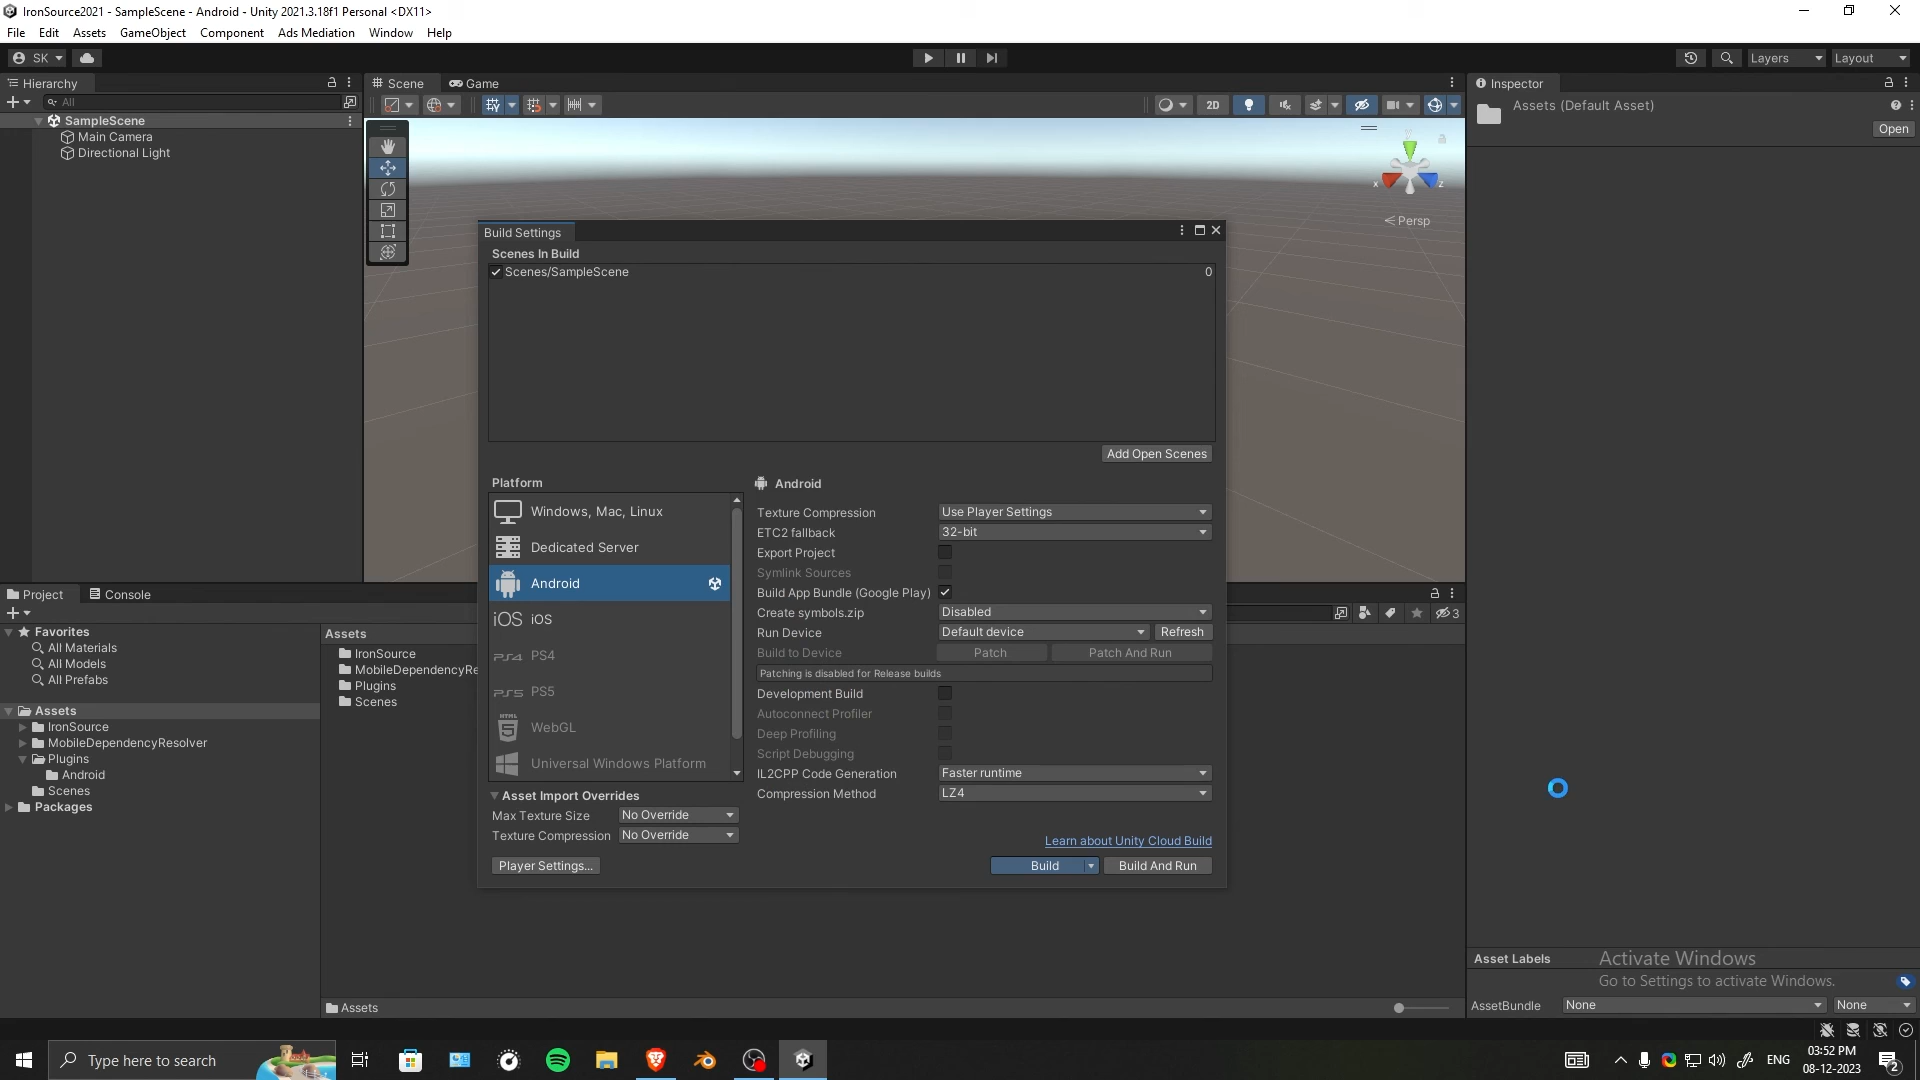 IronSource2021 - SampleScene - Android - Unity 2021.3.18f1 Personal <DX11>
File Edit Assets GameObject Component Ads Mediation Window Help
SK
Layers
Layout
Hierarchy
Scene
Game
Inspector
All
2D
Assets (Default Asset)
Open
SampleScene
Main Camera
Directional Light
Y
x
z
Persp
Build Settings
Scenes In Build
Scenes/SampleScene 0
Add Open Scenes
Platform
Windows, Mac, Linux
Dedicated Server
Android
iOS iOS
PS4 PS4
PS5 PS5
HTML 5 WebGL
Universal Windows Platform
Asset Import Overrides
Max Texture Size No Override
Texture Compression No Override
Player Settings...
Android
Texture Compression Use Player Settings
ETC2 fallback 32-bit
Export Project
Symlink Sources
Build App Bundle (Google Play)
Create symbols.zip Disabled
Run Device Default device Refresh
Build to Device Patch Patch And Run
Patching is disabled for Release builds
Development Build
Autoconnect Profiler
Deep Profiling
Script Debugging
IL2CPP Code Generation Faster runtime
Compression Method LZ4
Learn about Unity Cloud Build
Build Build And Run
Project
Console
3
Favorites
All Materials
All Models
All Prefabs
Assets
IronSource
MobileDependencyResolver
Plugins
Android
Scenes
Packages
Assets
IronSource
MobileDependencyRe
Plugins
Scenes
Assets
Asset Labels
Activate Windows
Go to Settings to activate Windows.
AssetBundle None None
Type here to search
ENG
03:52 PM
08-12-2023
2